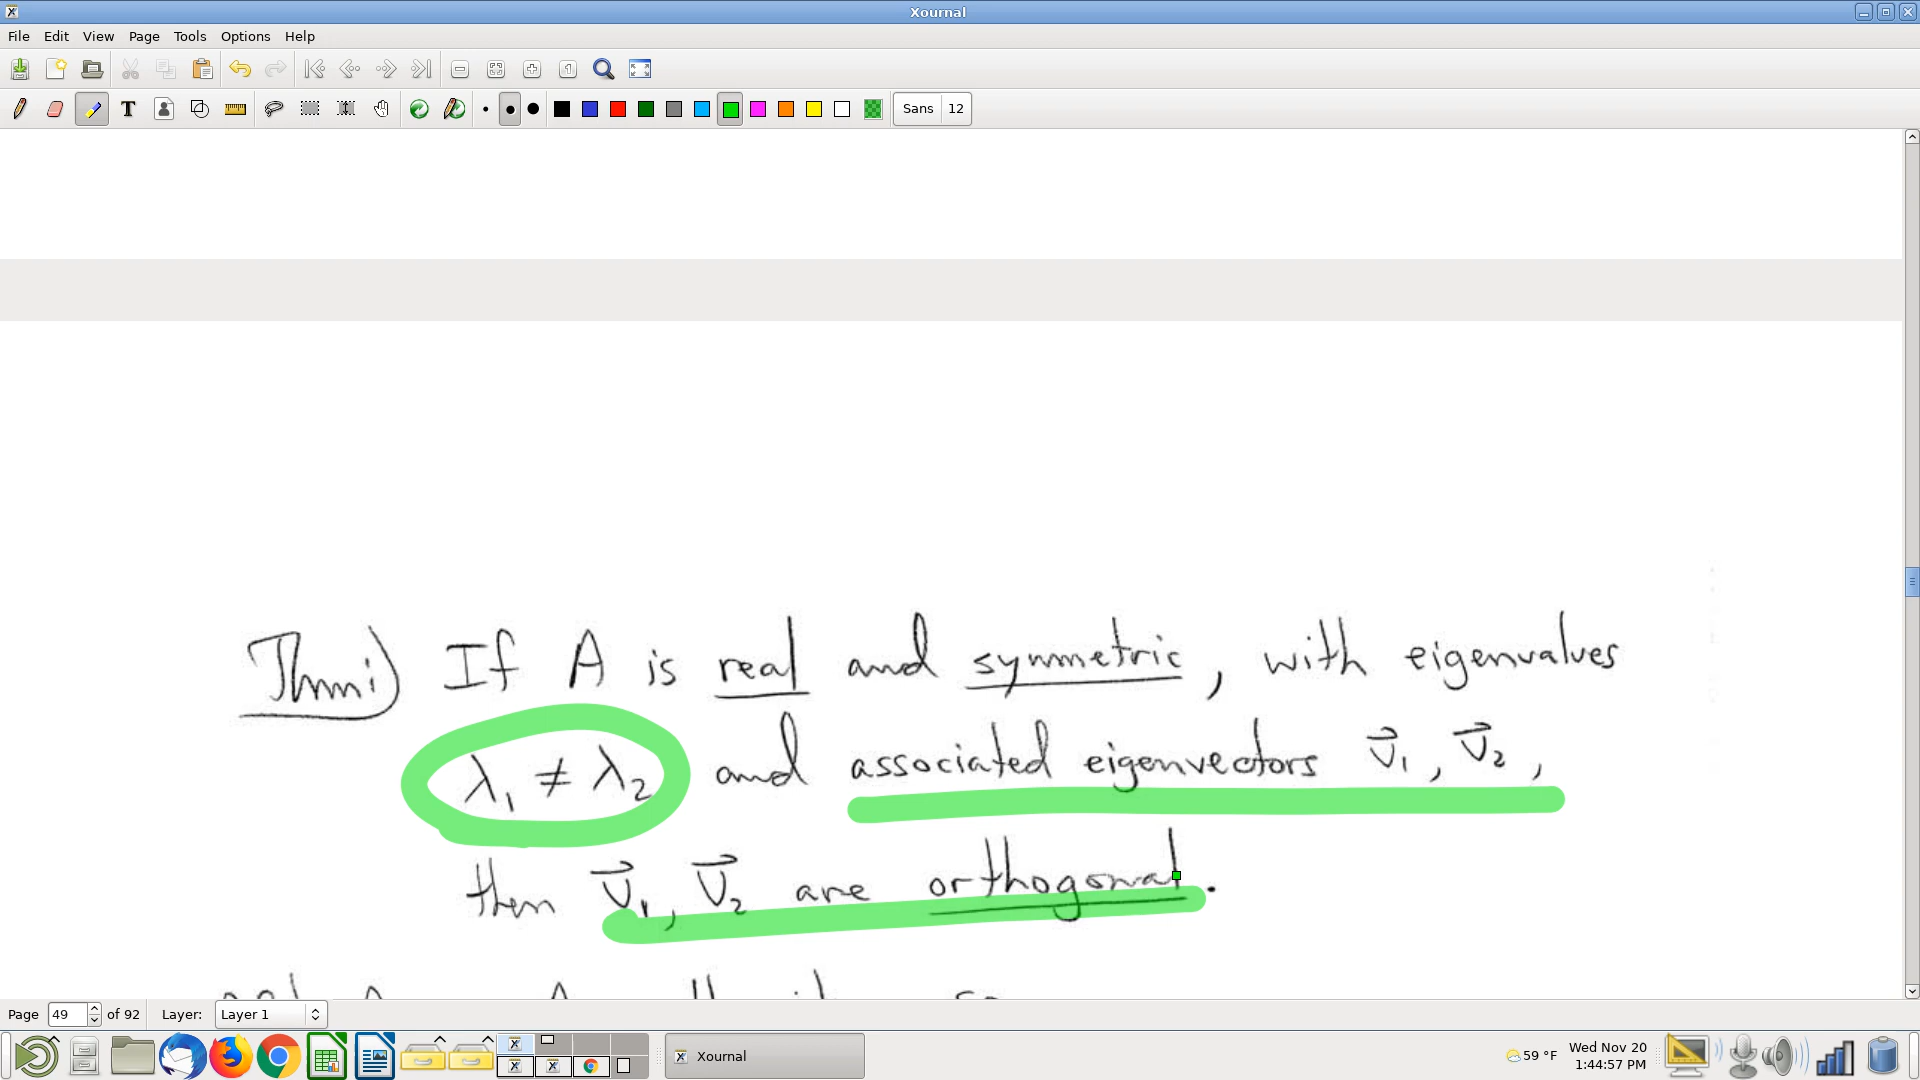 Xournal
File Edit View Page Tools Options Help
Sans 12
Thm:) If A is real and symmetric, with eigenvalues
λ₁ ≠ λ₂ and associated eigenvectors v⃗₁, v⃗₂,
then v⃗₁, v⃗₂ are orthogonal.
Page 49 of 92 Layer: Layer 1
Xournal
59 °F
Wed Nov 20
1:44:57 PM